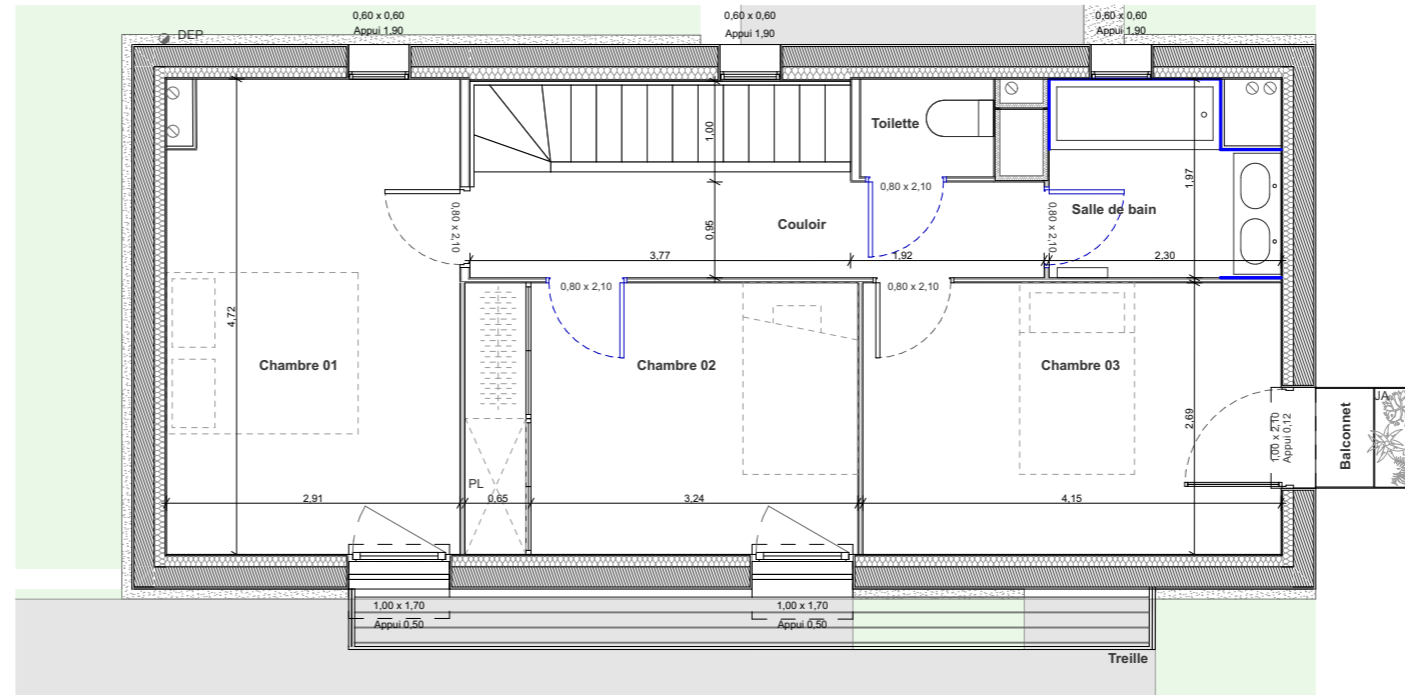 0,60 x 0,60
Appui 1,90
0,60 x 0,60
Appui 1,90
0,60 x 0,60
Appui 1,90
DEP
1,00
Toilette
0,80 x 2,10
1,97
0,80 x 2,10
Couloir
0,95
0,80 x 2,10
Salle de bain
3,77
1,92
2,30
0,80 x 2,10
0,80 x 2,10
4,72
Chambre 01
Chambre 02
Chambre 03
2,69
1,00 x 2,10
Appui 0,12
Balconnet
JA
PL
2,91
0,65
3,24
4,15
1,00 x 1,70
Appui 0,50
1,00 x 1,70
Appui 0,50
Treille